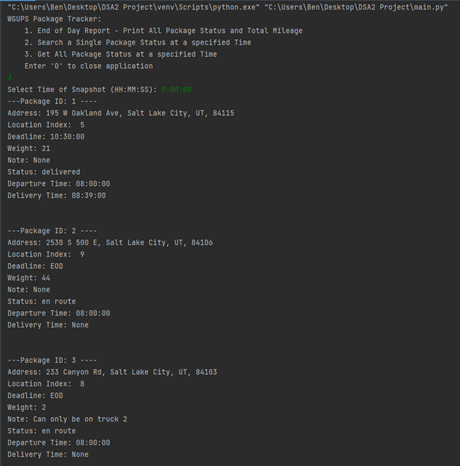 "C:\Users\Ben\Desktop\DSA2 Project\venv\Scripts\python.exe" "C:\Users\Ben\Desktop\DSA2 Project\main.py"
WGUPS Package Tracker:
1. End of Day Report - Print All Package Status and Total Mileage
2. Search a Single Package Status at a specified Time
3. Get All Package Status at a specified Time
Enter '0' to close application
3
Select Time of Snapshot (HH:MM:SS): 9:00:00
---Package ID: 1 ----
Address: 195 W Oakland Ave, Salt Lake City, UT, 84115
Location Index:  5
Deadline: 10:30:00
Weight: 21
Note: None
Status: delivered
Departure Time: 08:00:00
Delivery Time: 08:39:00
---Package ID: 2 ----
Address: 2530 S 500 E, Salt Lake City, UT, 84106
Location Index:  9
Deadline: EOD
Weight: 44
Note: None
Status: en route
Departure Time: 08:00:00
Delivery Time: None
---Package ID: 3 ----
Address: 233 Canyon Rd, Salt Lake City, UT, 84103
Location Index:  8
Deadline: EOD
Weight: 2
Note: Can only be on truck 2
Status: en route
Departure Time: 08:00:00
Delivery Time: None